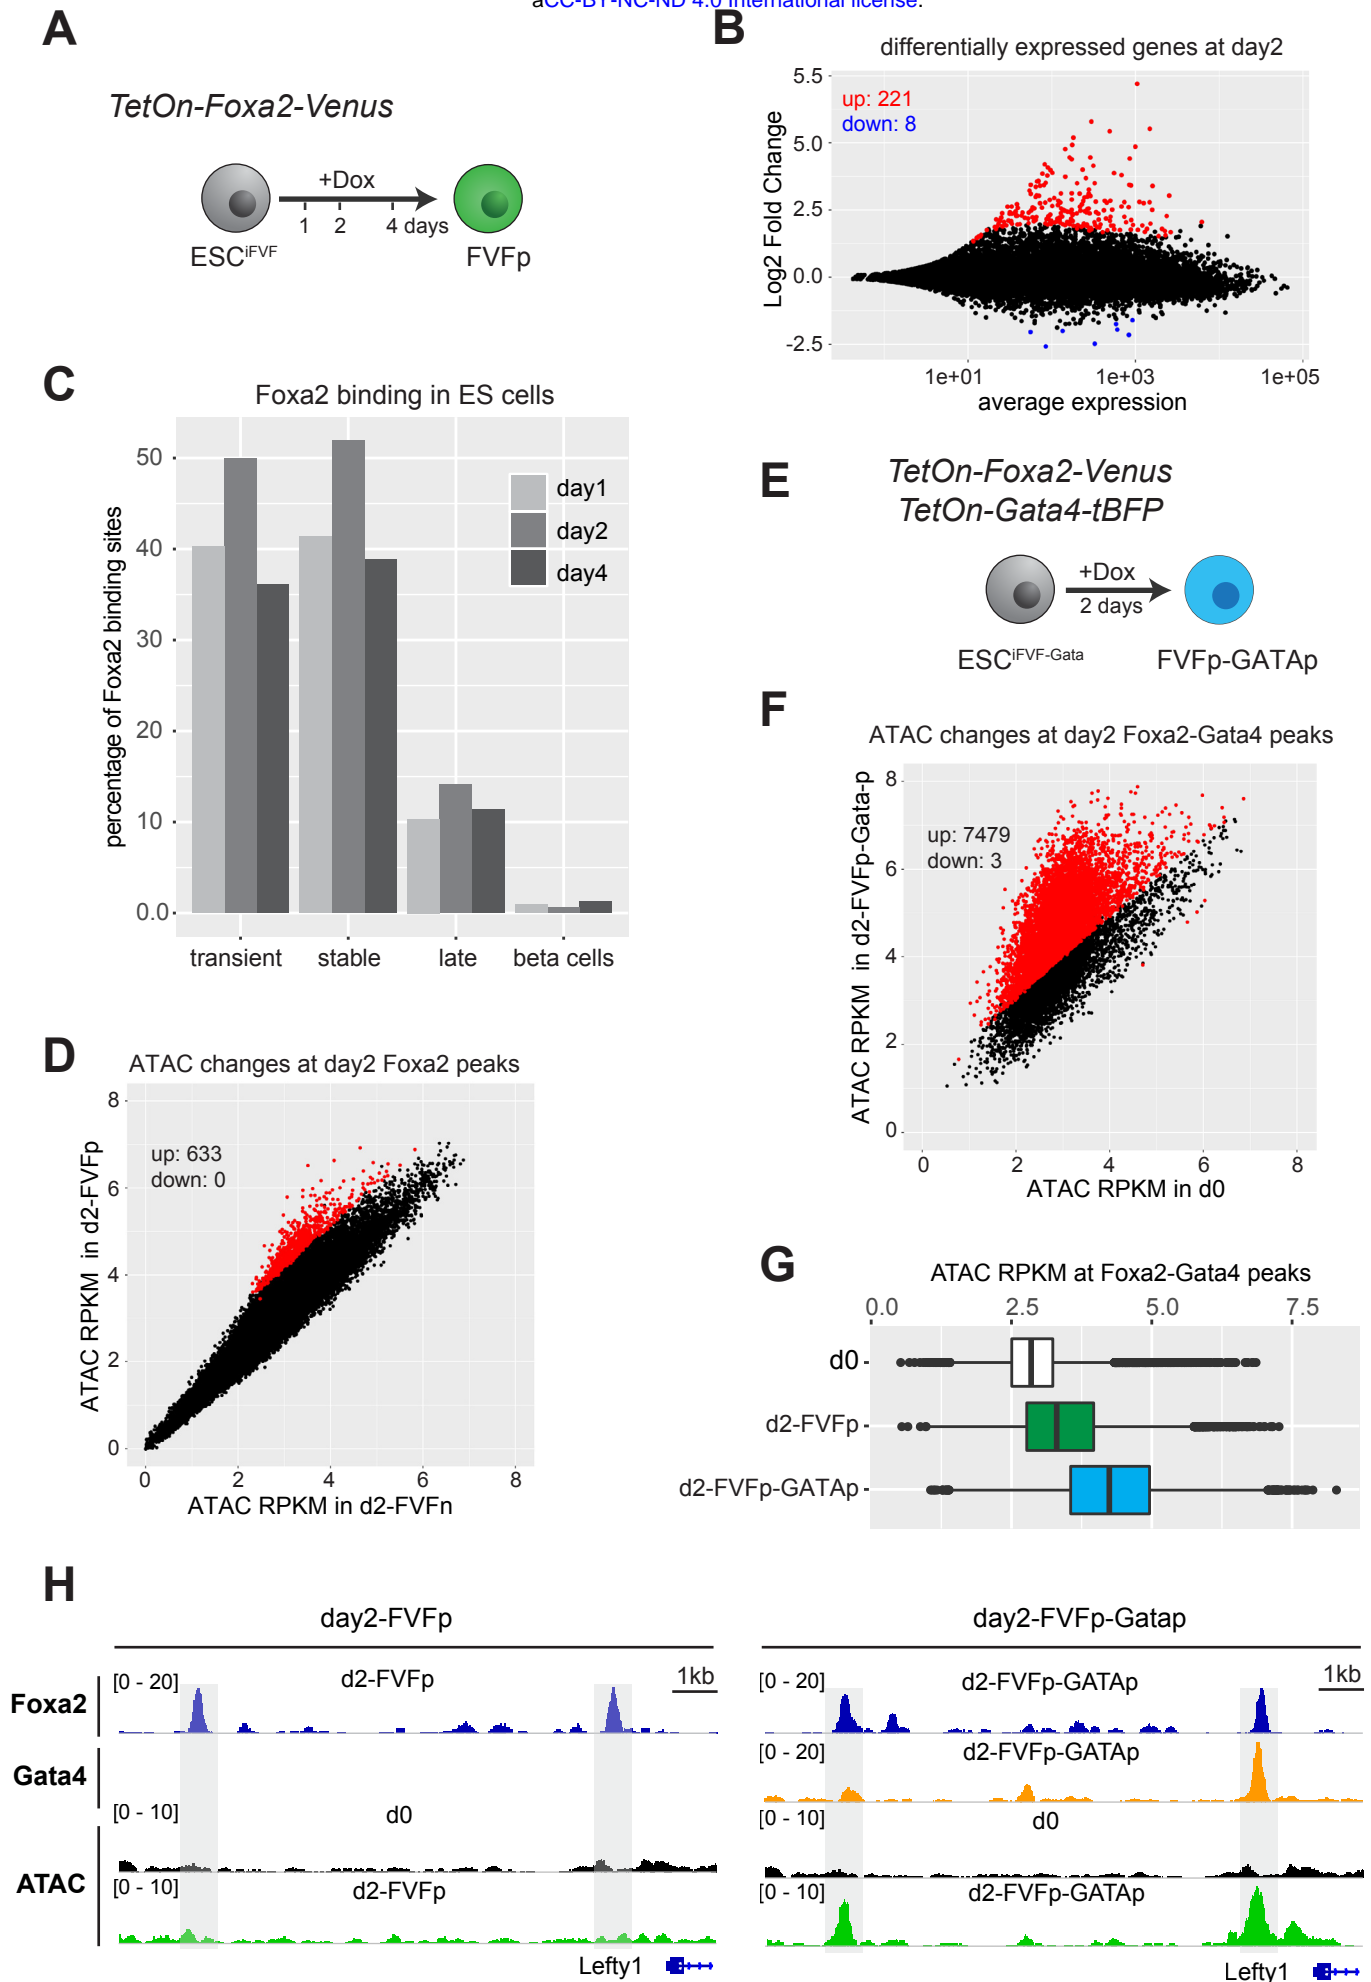 aCC-BY-NC-ND 4.0 International license.
A
TetOn-Foxa2-Venus
+Dox
1 2 4 days
ESCiFVF
FVFp
B
differentially expressed genes at day2
up: 221
down: 8
Log2 Fold Change
5.5
5.0
2.5
0.0
-2.5
1e+01 1e+03 1e+05
average expression
C
Foxa2 binding in ES cells
percentage of Foxa2 binding sites
50
40
30
20
10
0.0
day1
day2
day4
transient stable late beta cells
D
ATAC changes at day2 Foxa2 peaks
up: 633
down: 0
ATAC RPKM in d2-FVFp
8
6
4
2
0
0 2 4 6 8
ATAC RPKM in d2-FVFn
E
TetOn-Foxa2-Venus
TetOn-Gata4-tBFP
+Dox
2 days
ESCiFVF-Gata
FVFp-GATAp
F
ATAC changes at day2 Foxa2-Gata4 peaks
up: 7479
down: 3
ATAC RPKM in d2-FVFp-Gata-p
8
6
4
2
0
0 2 4 6 8
ATAC RPKM in d0
G
ATAC RPKM at Foxa2-Gata4 peaks
0.0 2.5 5.0 7.5
d0
d2-FVFp
d2-FVFp-GATAp
H
day2-FVFp
day2-FVFp-Gatap
Foxa2
[0 - 20]
d2-FVFp
1kb
[0 - 20]
d2-FVFp-GATAp
1kb
Gata4
[0 - 20]
d2-FVFp-GATAp
ATAC
[0 - 10]
d0
[0 - 10]
d0
[0 - 10]
d2-FVFp
[0 - 10]
d2-FVFp-GATAp
Lefty1
Lefty1